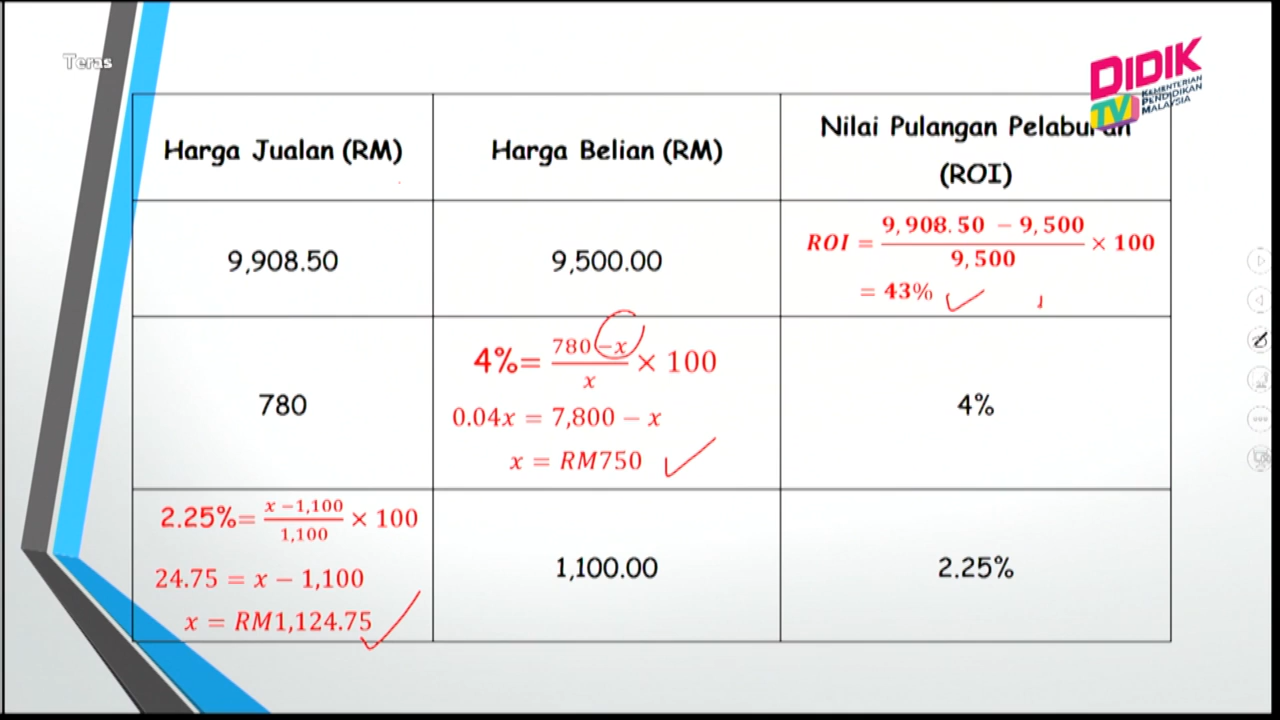 Teras
DIDIK
TV
KEMENTERIAN
PENDIDIKAN
MALAYSIA
Harga Jualan (RM)
Harga Belian (RM)
Nilai Pulangan Pelaburan
(ROI)
9,908.50
9,500.00
ROI = \frac{9,908.50 − 9,500}{9,500} × 100
= 43%
780
4%= \frac{780 − x}{x} × 100
0.04x = 7,800 − x
x = RM750
4%
2.25%= \frac{x − 1,100}{1,100} × 100
24.75 = x − 1,100
x = RM1,124.75
1,100.00
2.25%